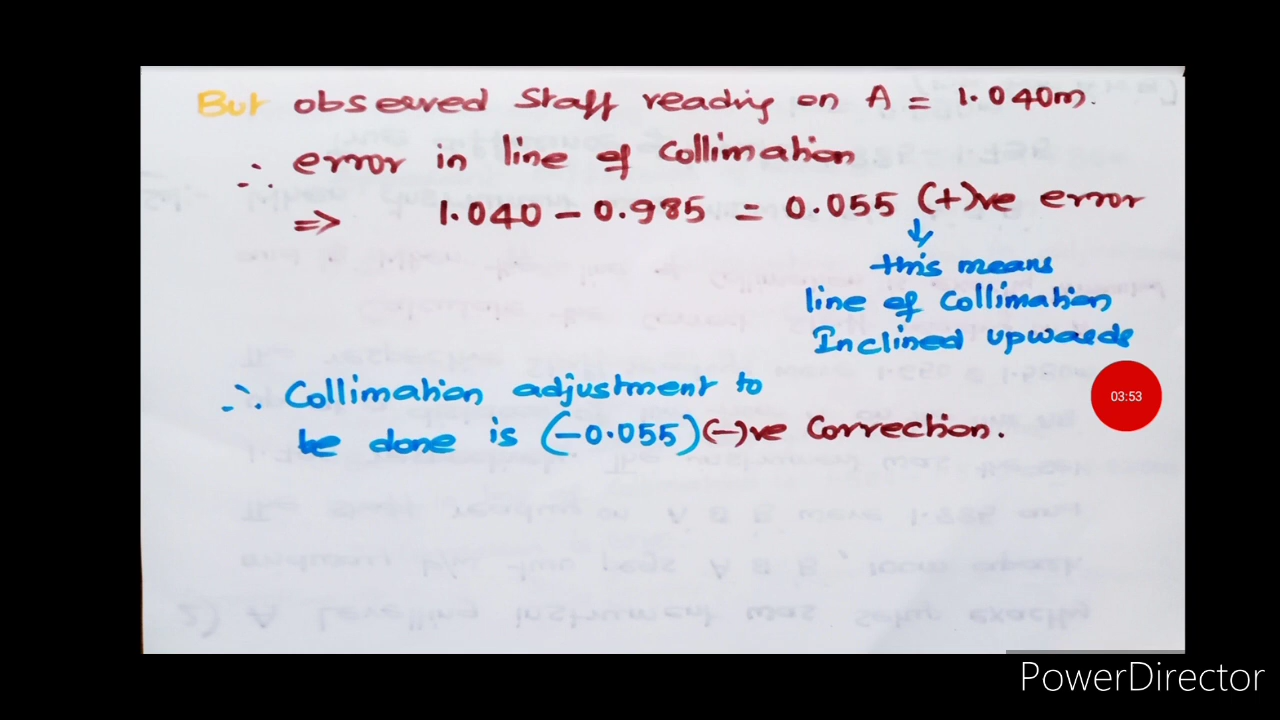 But observed Staff reading on A = 1.040m.
∴ error in line of Collimation
⇒ 1.040 - 0.985 = 0.055 (+)ve error
↓
this means
line of Collimation
Inclined upwards
∴ Collimation adjustment to
be done is (-0.055) (-)ve Correction.
03:53
PowerDirector